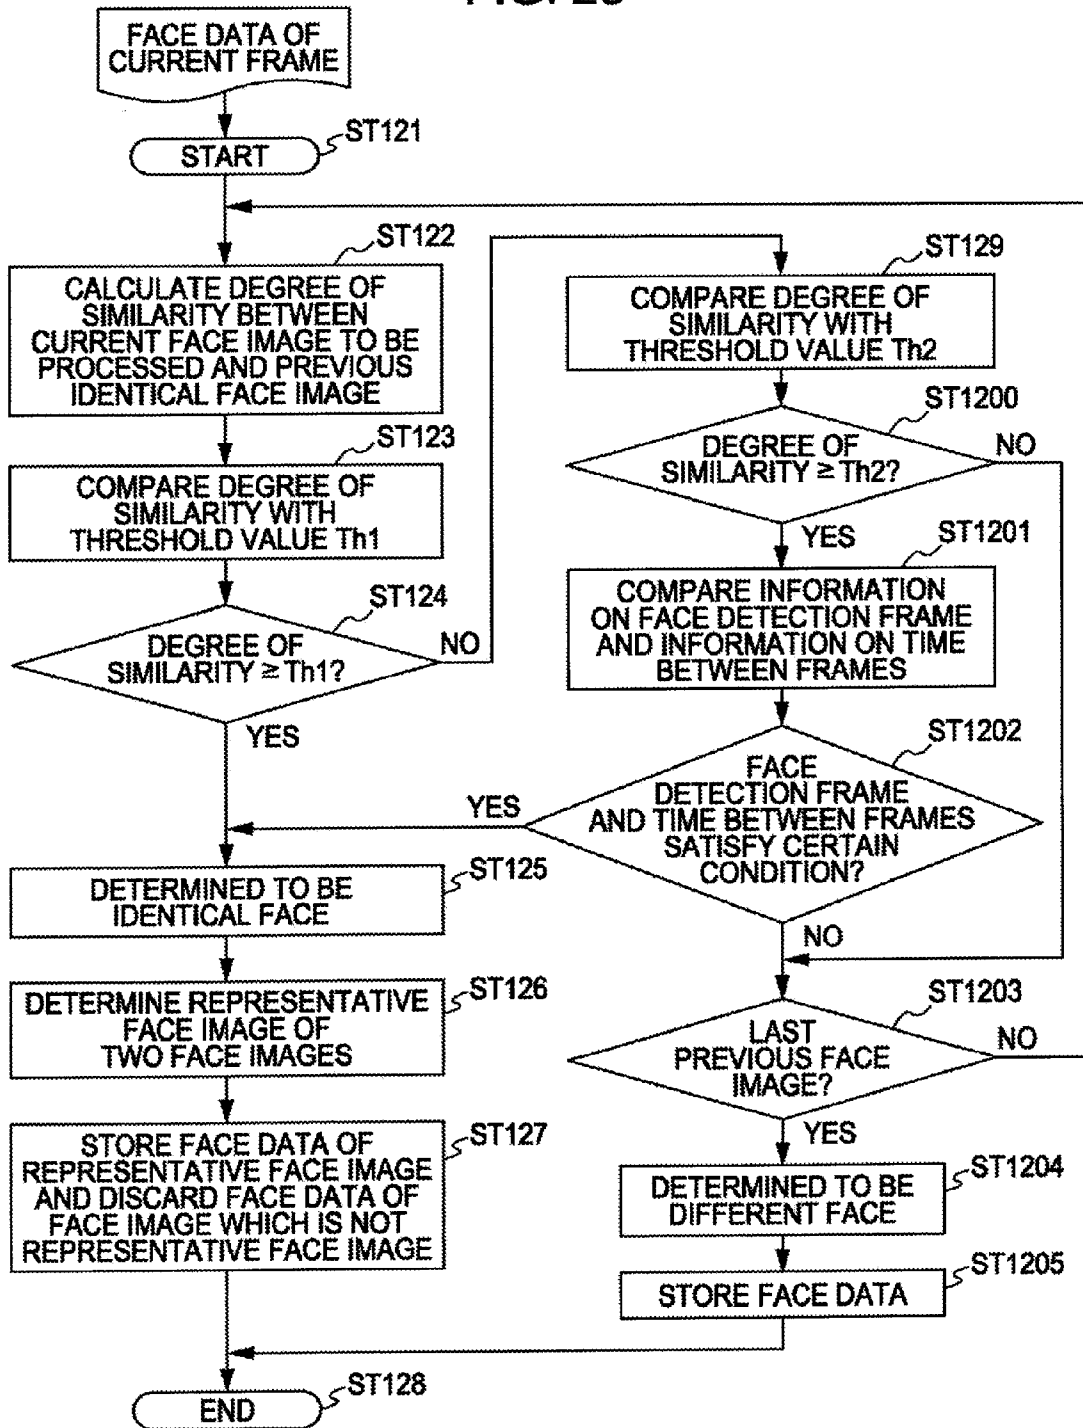 FACE DATA OF
CURRENT FRAME
ST121
START
ST122
CALCULATE DEGREE OF
SIMILARITY BETWEEN
CURRENT FACE IMAGE TO BE
PROCESSED AND PREVIOUS
IDENTICAL FACE IMAGE
ST123
COMPARE DEGREE OF
SIMILARITY WITH
THRESHOLD VALUE Th1
ST124
DEGREE OF
SIMILARITY ≥ Th1?
NO
YES
ST129
COMPARE DEGREE OF
SIMILARITY WITH
THRESHOLD VALUE Th2
ST1200
DEGREE OF
SIMILARITY ≥ Th2?
NO
YES
ST1201
COMPARE INFORMATION
ON FACE DETECTION FRAME
AND INFORMATION ON TIME
BETWEEN FRAMES
ST1202
FACE
DETECTION FRAME
AND TIME BETWEEN FRAMES
SATISFY CERTAIN
CONDITION?
YES
NO
ST125
DETERMINED TO BE
IDENTICAL FACE
ST126
DETERMINE REPRESENTATIVE
FACE IMAGE OF
TWO FACE IMAGES
ST127
STORE FACE DATA OF
REPRESENTATIVE FACE IMAGE
AND DISCARD FACE DATA OF
FACE IMAGE WHICH IS NOT
REPRESENTATIVE FACE IMAGE
ST1203
LAST
PREVIOUS FACE
IMAGE?
NO
YES
ST1204
DETERMINED TO BE
DIFFERENT FACE
ST1205
STORE FACE DATA
ST128
END